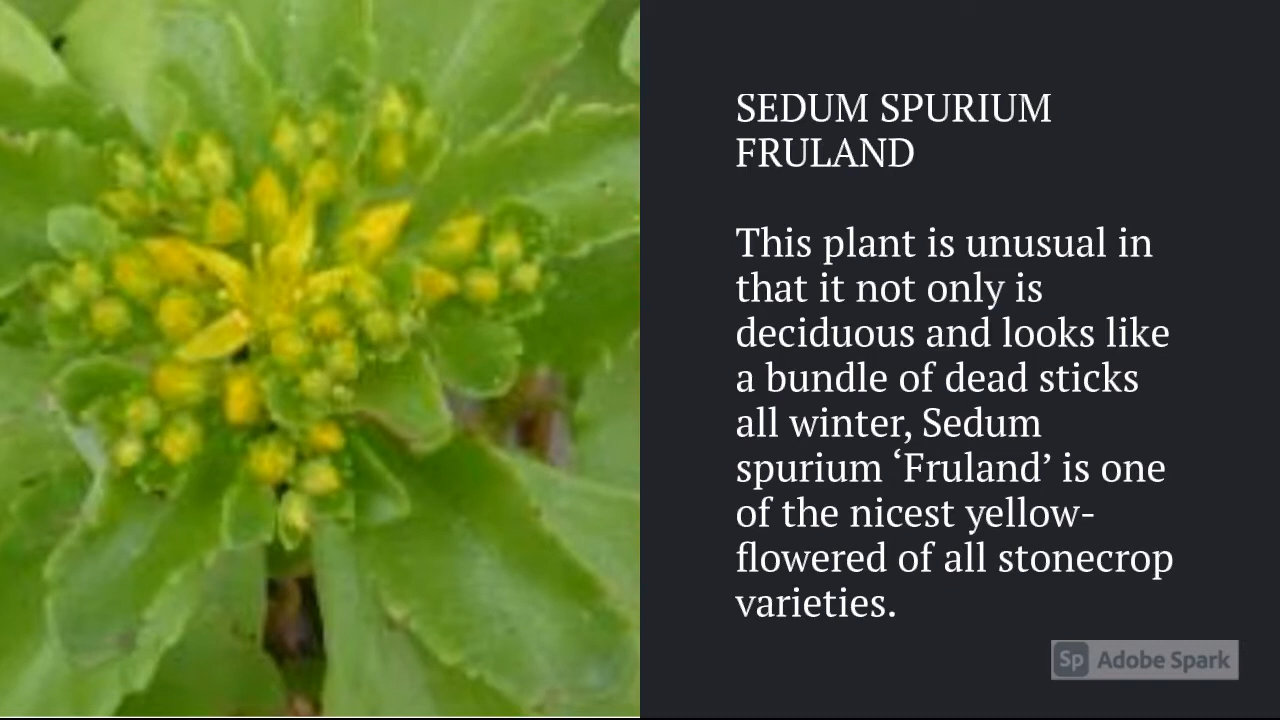 SEDUM SPURIUM
FRULAND
This plant is unusual in
that it not only is
deciduous and looks like
a bundle of dead sticks
all winter, Sedum
spurium ‘Fruland’ is one
of the nicest yellow-
flowered of all stonecrop
varieties.
Sp Adobe Spark